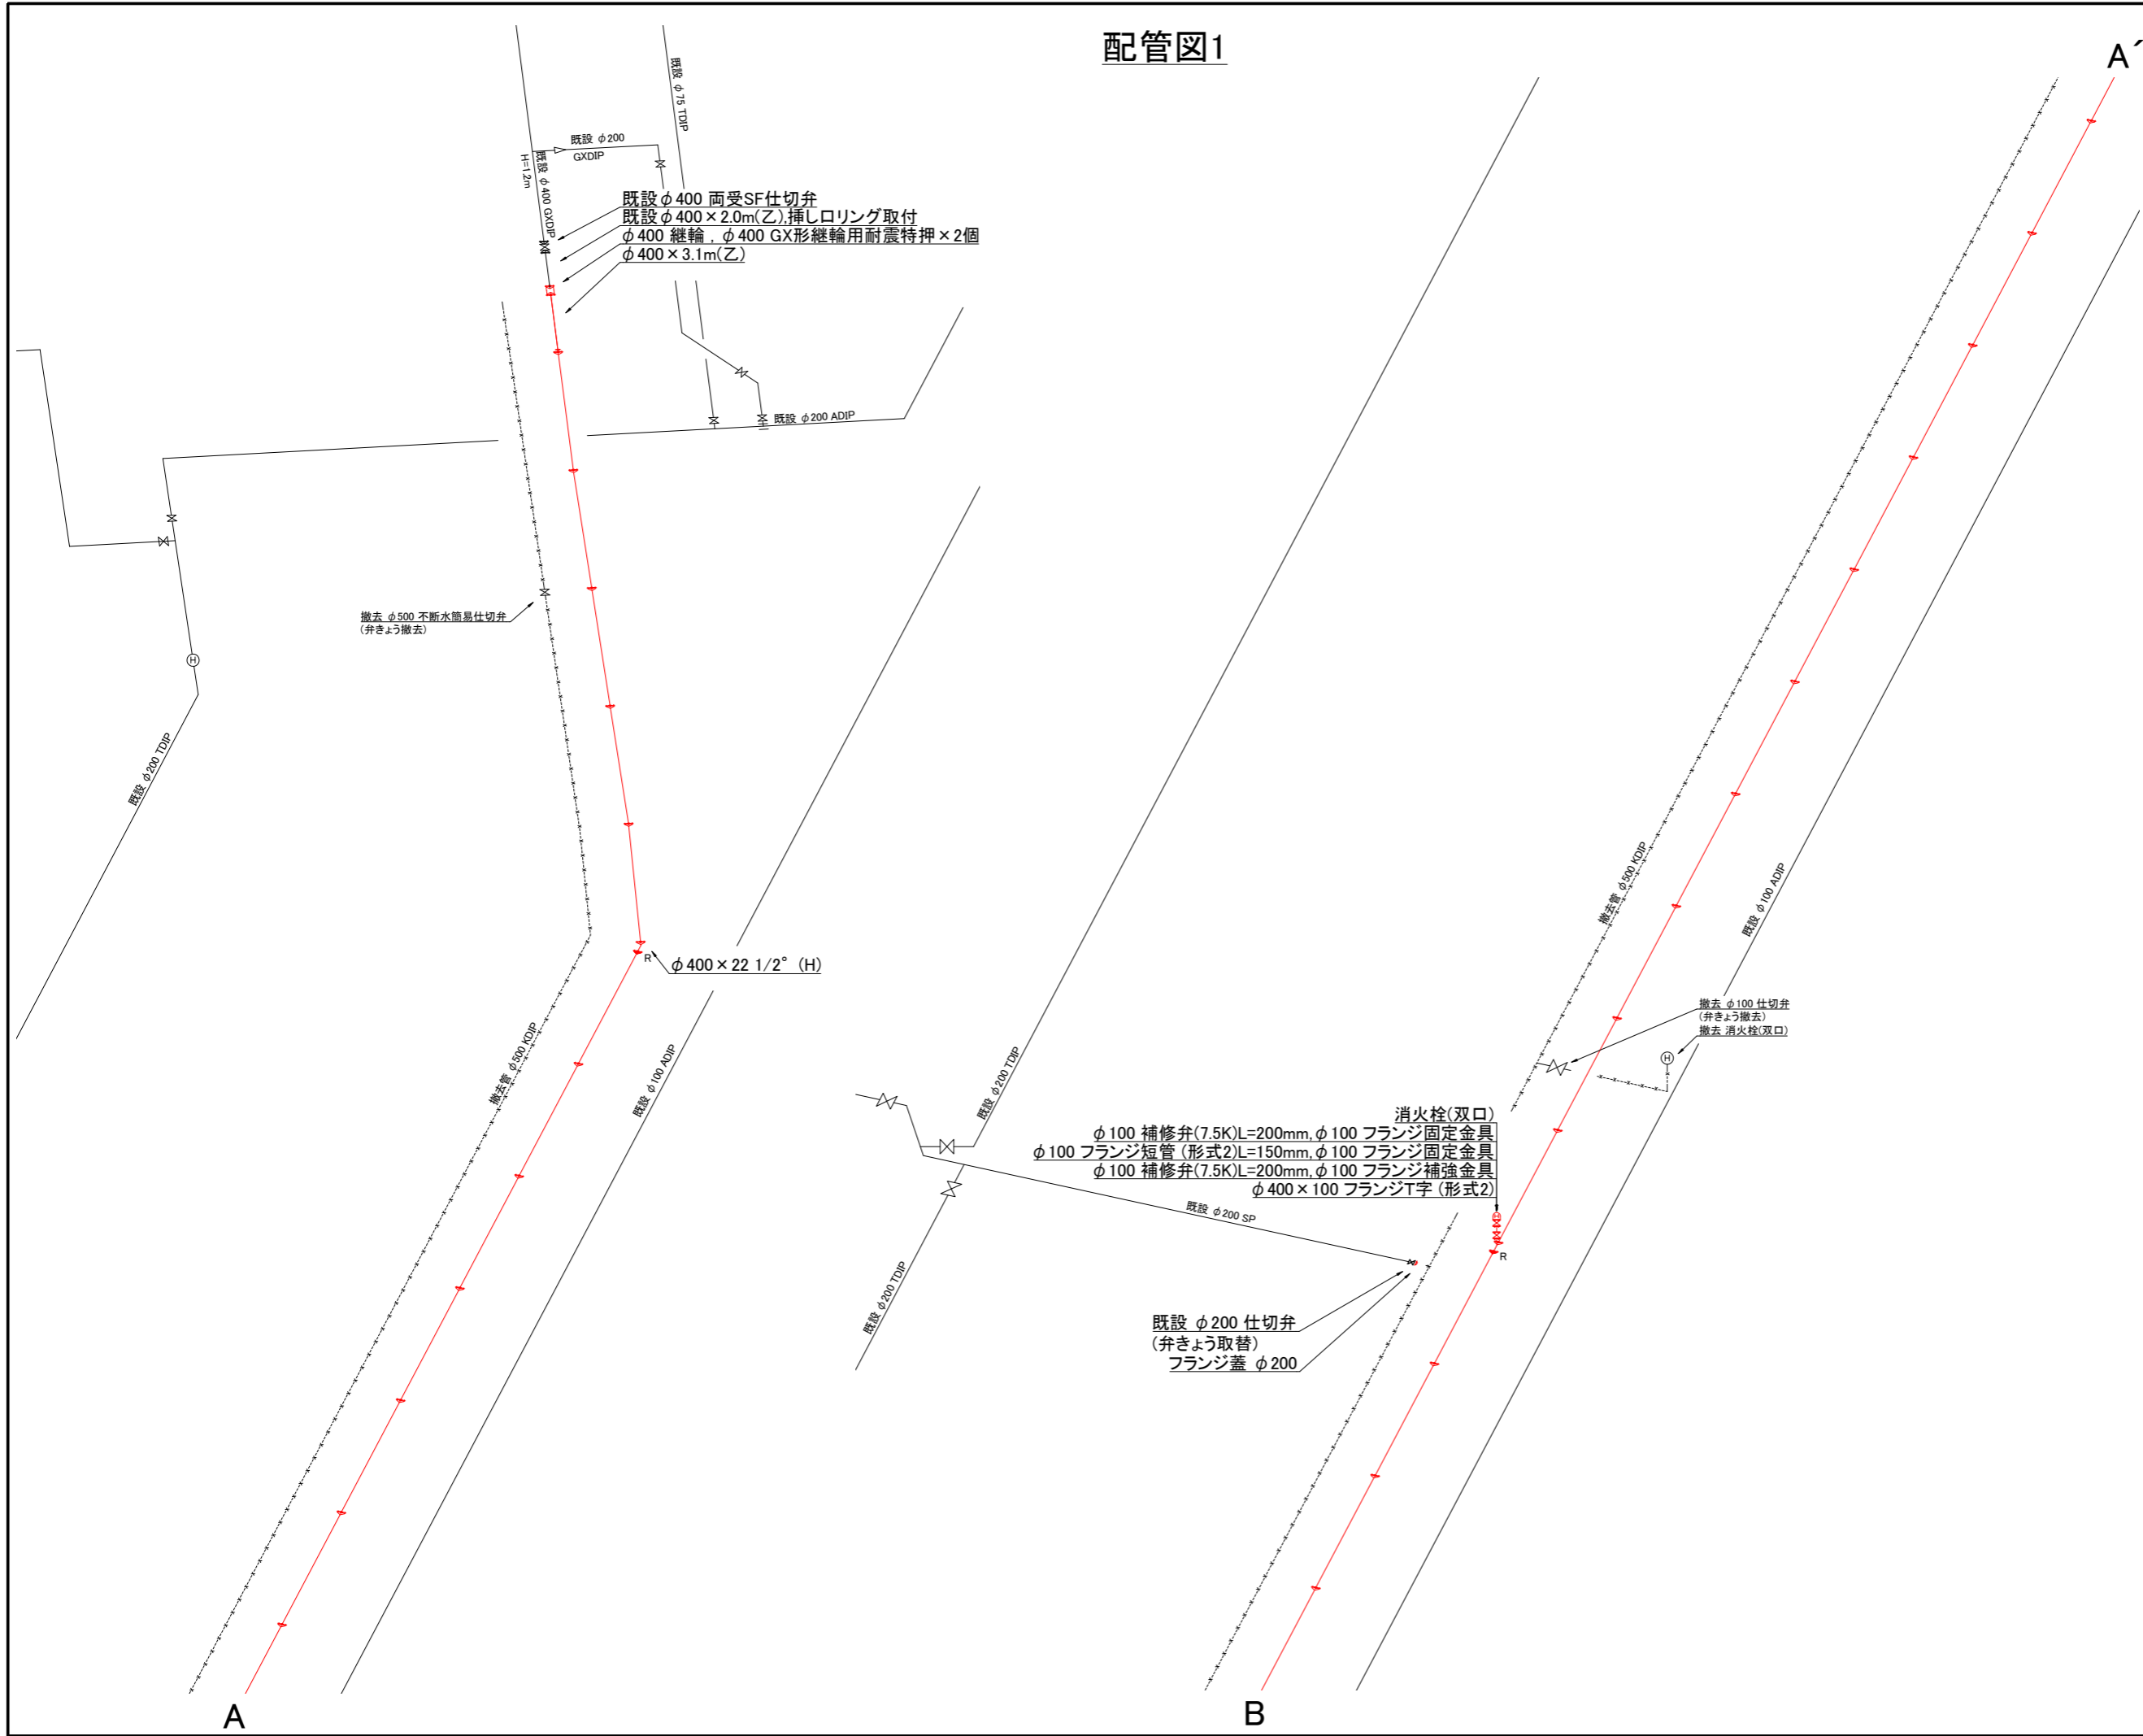 配管図1
A´
既設 φ75 TDIP
既設 φ200
GXDIP
既設 φ400 GXDIP
H=1.2m
既設φ400 両受SF仕切弁
既設φ400×2.0m(乙),挿し口リング取付
φ400 継輪 , φ400 GX形継輪用耐震特押×2個
φ400×3.1m(乙)
既設 φ200 ADIP
撤去 φ500 不断水簡易仕切弁
(弁きょう撤去)
H
既設 φ200 TDIP
R
φ400×22 1/2° (H)
撤去管 φ500 KDIP
既設 φ100 ADIP
A
撤去管 φ500 KDIP
既設 φ100 ADIP
撤去 φ100 仕切弁
(弁きょう撤去)
撤去 消火栓(双口)
H
既設 φ200 TDIP
消火栓(双口)
φ100 補修弁(7.5K)L=200mm,φ100 フランジ固定金具
φ100 フランジ短管 (形式2)L=150mm,φ100 フランジ固定金具
φ100 補修弁(7.5K)L=200mm,φ100 フランジ補強金具
φ400×100 フランジT字 (形式2)
H
R
既設 φ200 SP
既設 φ200 TDIP
既設 φ200 仕切弁
(弁きょう取替)
フランジ蓋 φ200
B